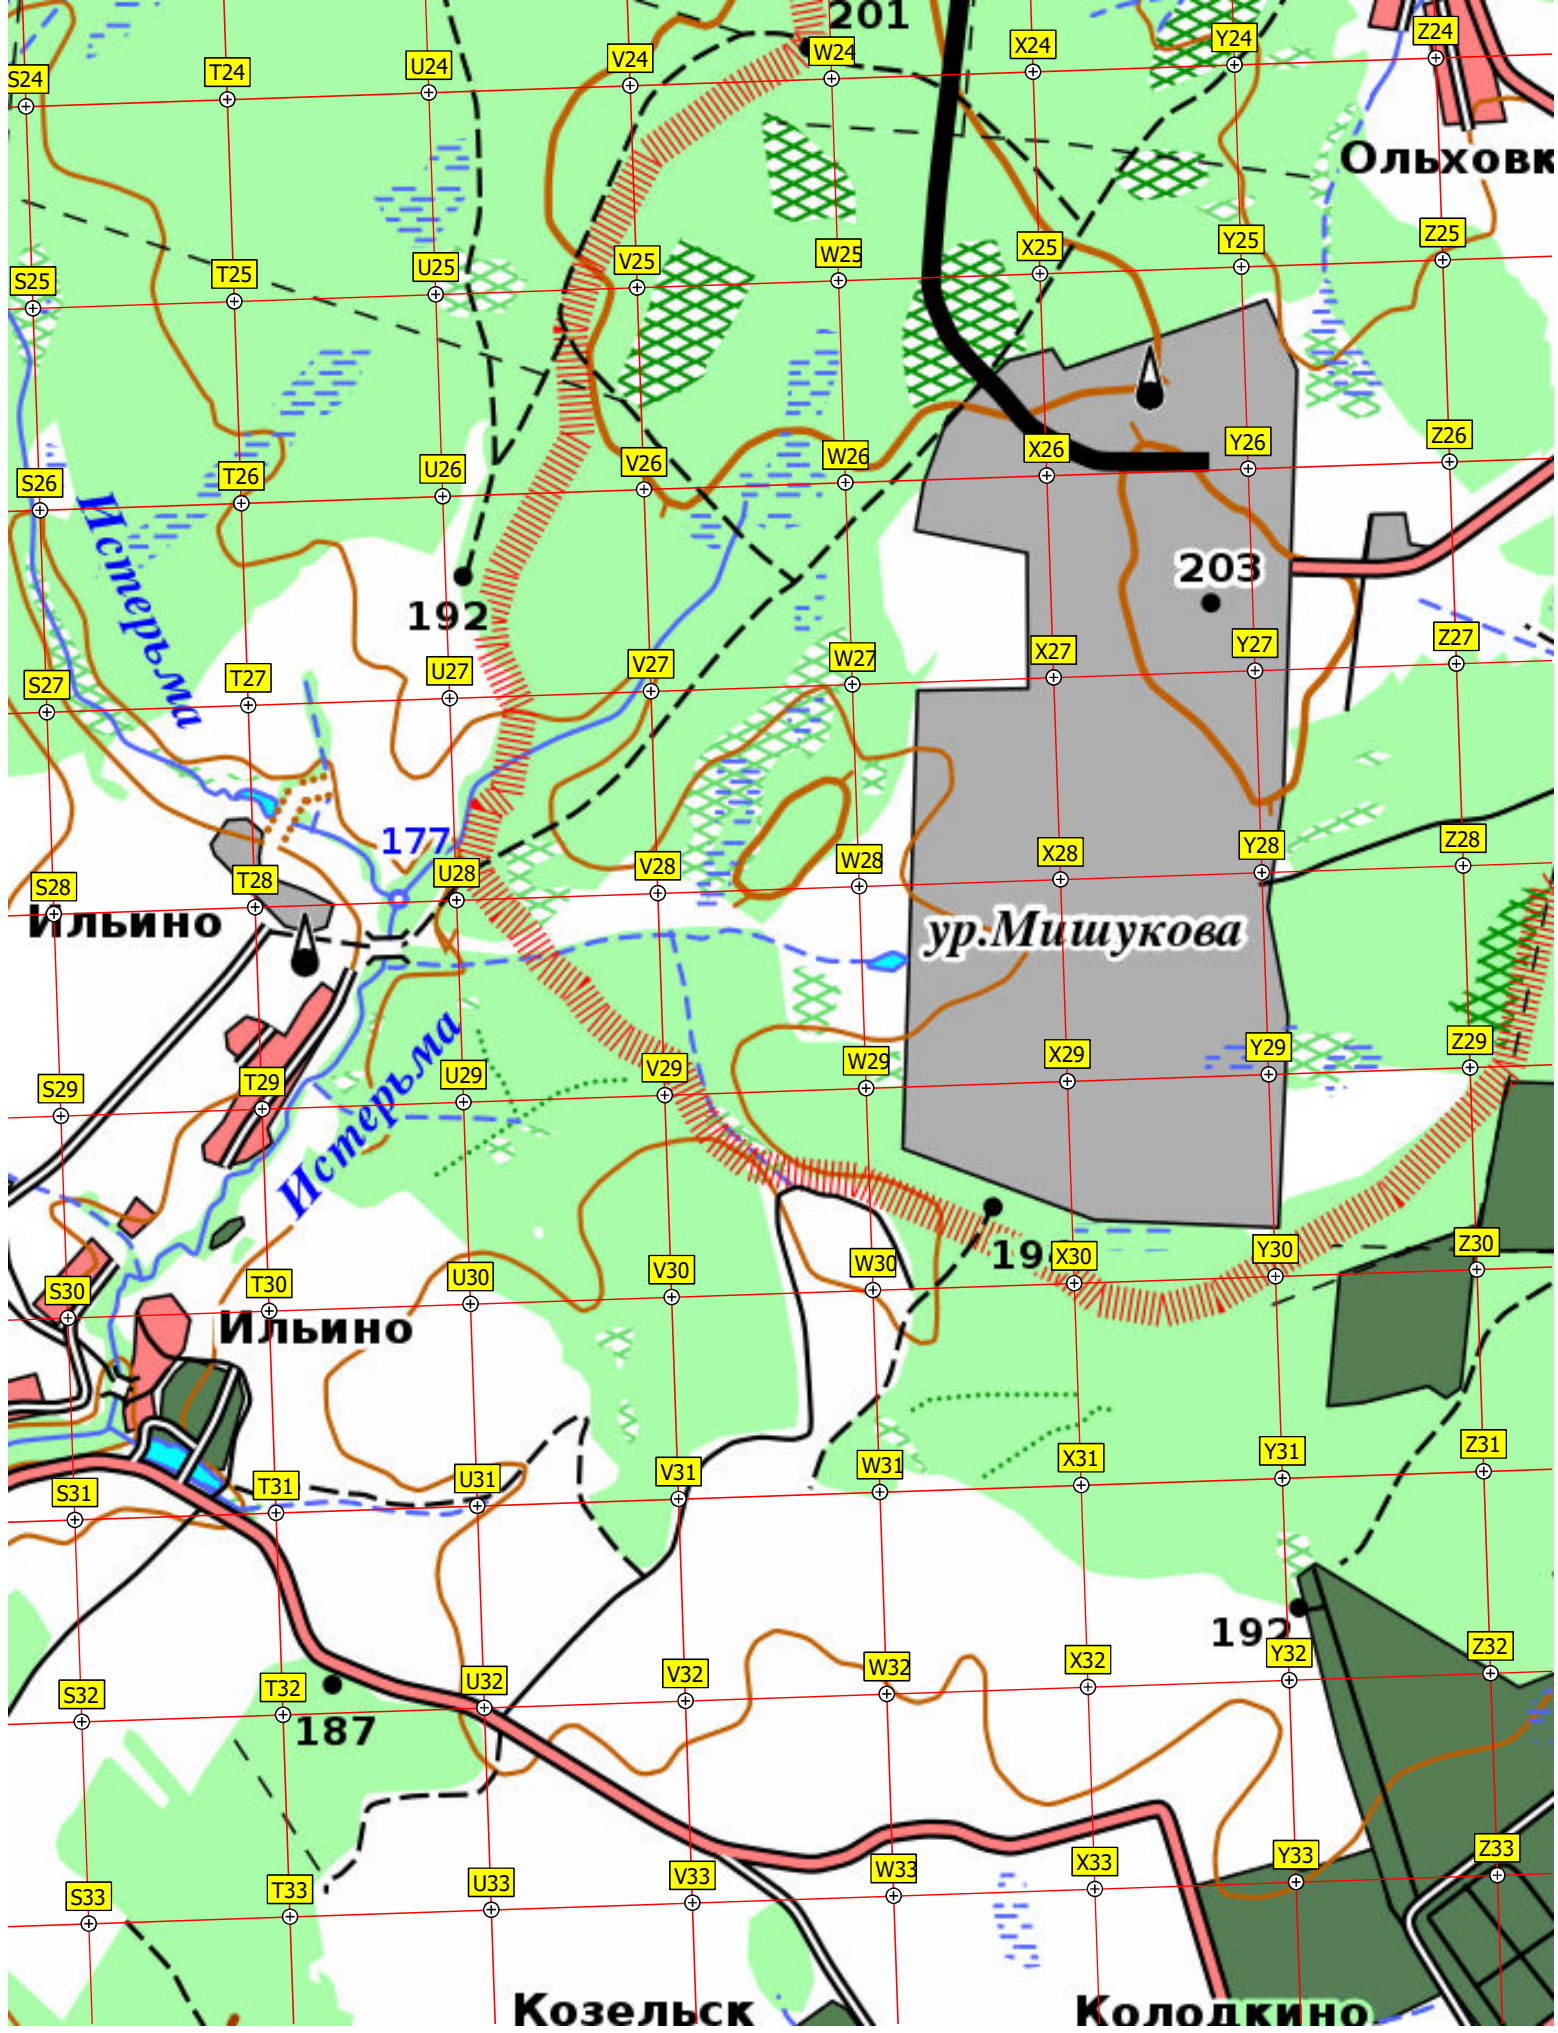 201
S24 T24 U24 V24 W24 X24 Y24 Z24
Ольховк
S25 T25 U25 V25 W25 X25 Y25 Z25
S26 T26 U26 V26 W26 X26 Y26 Z26
Истерьма
203
192
S27 T27 U27 V27 W27 X27 Y27 Z27
177
S28 T28 U28 V28 W28 X28 Y28 Z28
Ильино
ур.Мишукова
Истерьма
S29 T29 U29 V29 W29 X29 Y29 Z29
19
S30 T30 U30 V30 W30 X30 Y30 Z30
Ильино
S31 T31 U31 V31 W31 X31 Y31 Z31
192
S32 T32 U32 V32 W32 X32 Y32 Z32
187
S33 T33 U33 V33 W33 X33 Y33 Z33
Козельск
Колодкино